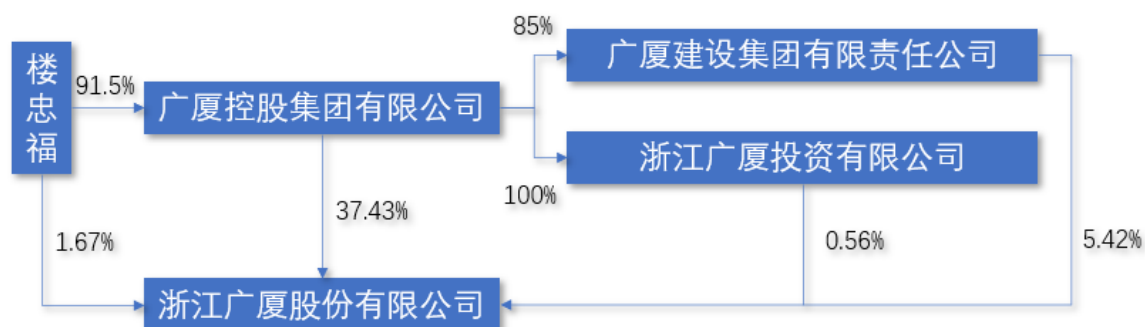 楼忠福
91.5%
广厦控股集团有限公司
85%
广厦建设集团有限责任公司
浙江广厦投资有限公司
100%
37.43%
1.67%
0.56%
5.42%
浙江广厦股份有限公司